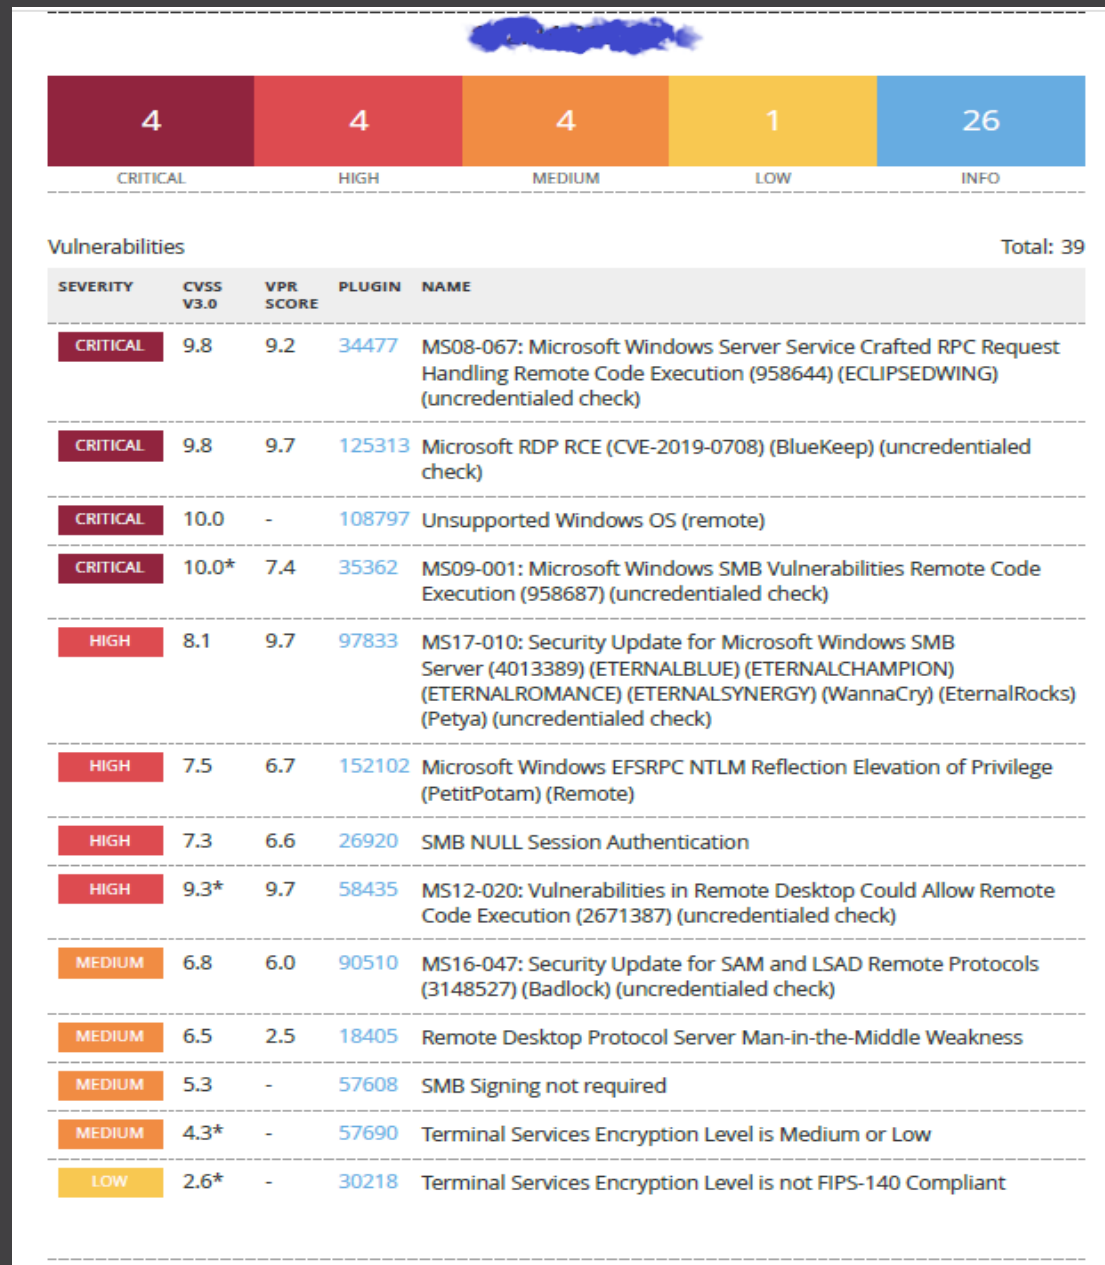 4
4
4
1
26
CRITICAL
HIGH
MEDIUM
LOW
INFO
Vulnerabilities
Total: 39
SEVERITY
CVSS V3.0
VPR SCORE
PLUGIN
NAME
CRITICAL 9.8 9.2 34477 MS08-067: Microsoft Windows Server Service Crafted RPC Request
Handling Remote Code Execution (958644) (ECLIPSEDWING)
(uncredentialed check)
CRITICAL 9.8 9.7 125313 Microsoft RDP RCE (CVE-2019-0708) (BlueKeep) (uncredentialed
check)
CRITICAL 10.0 - 108797 Unsupported Windows OS (remote)
CRITICAL 10.0* 7.4 35362 MS09-001: Microsoft Windows SMB Vulnerabilities Remote Code
Execution (958687) (uncredentialed check)
HIGH 8.1 9.7 97833 MS17-010: Security Update for Microsoft Windows SMB
Server (4013389) (ETERNALBLUE) (ETERNALCHAMPION)
(ETERNALROMANCE) (ETERNALSYNERGY) (WannaCry) (EternalRocks)
(Petya) (uncredentialed check)
HIGH 7.5 6.7 152102 Microsoft Windows EFSRPC NTLM Reflection Elevation of Privilege
(PetitPotam) (Remote)
HIGH 7.3 6.6 26920 SMB NULL Session Authentication
HIGH 9.3* 9.7 58435 MS12-020: Vulnerabilities in Remote Desktop Could Allow Remote
Code Execution (2671387) (uncredentialed check)
MEDIUM 6.8 6.0 90510 MS16-047: Security Update for SAM and LSAD Remote Protocols
(3148527) (Badlock) (uncredentialed check)
MEDIUM 6.5 2.5 18405 Remote Desktop Protocol Server Man-in-the-Middle Weakness
MEDIUM 5.3 - 57608 SMB Signing not required
MEDIUM 4.3* - 57690 Terminal Services Encryption Level is Medium or Low
LOW 2.6* - 30218 Terminal Services Encryption Level is not FIPS-140 Compliant